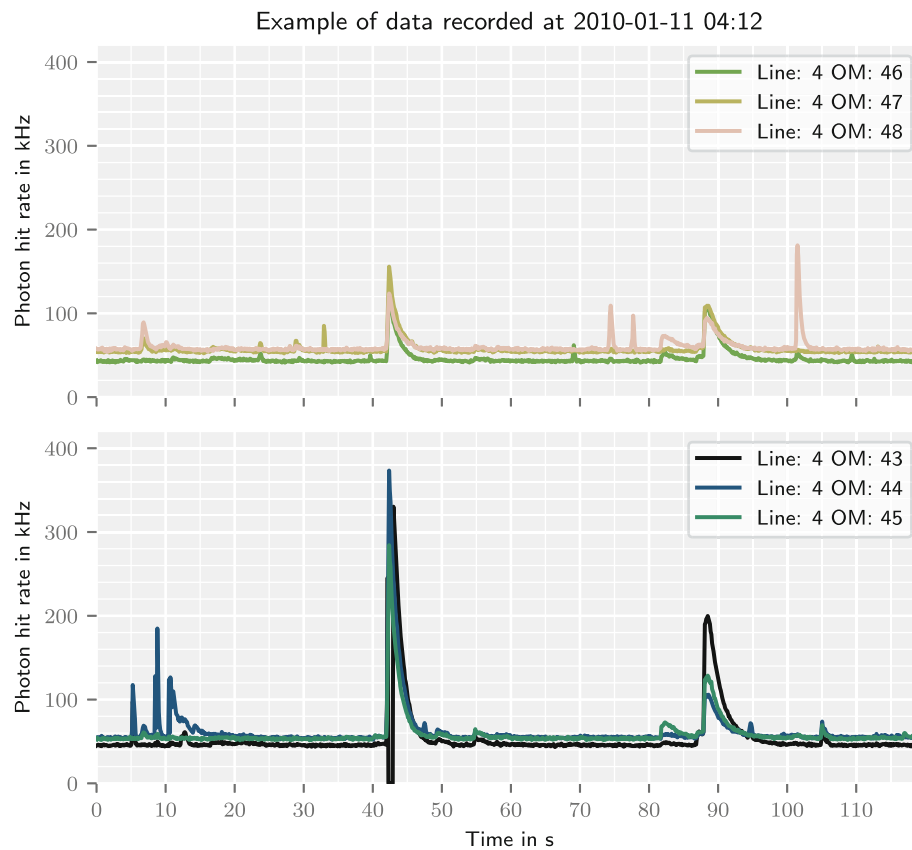 Example of data recorded at 2010-01-11 04:12
Photon hit rate in kHz
400
300
200
100
0
Line: 4 OM: 46
Line: 4 OM: 47
Line: 4 OM: 48
Photon hit rate in kHz
400
300
200
100
0
Line: 4 OM: 43
Line: 4 OM: 44
Line: 4 OM: 45
0 10 20 30 40 50 60 70 80 90 100 110
Time in s